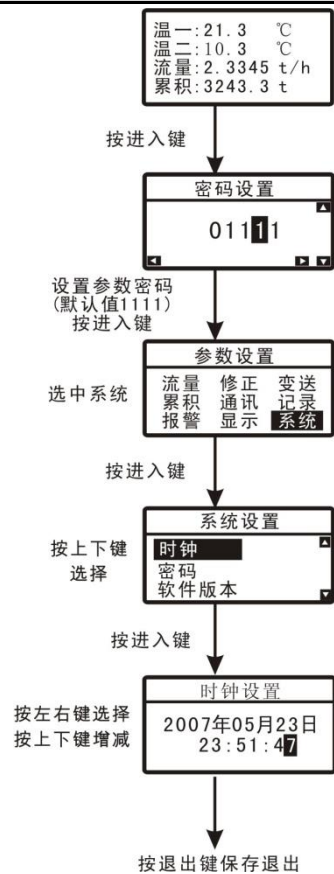 温一:21.3 ℃
温二:10.3 ℃
流量:2.3345 t/h
累积:3243.3 t
按进入键
密码设置
01111
设置参数密码
(默认值1111)
按进入键
参数设置
选中系统
流量 修正 变送
累积 通讯 记录
报警 显示 系统
按进入键
系统设置
按上下键
选择
时钟
密码
软件版本
按进入键
时钟设置
按左右键选择
按上下键增减
2007年05月23日
23:51:47
按退出键保存退出